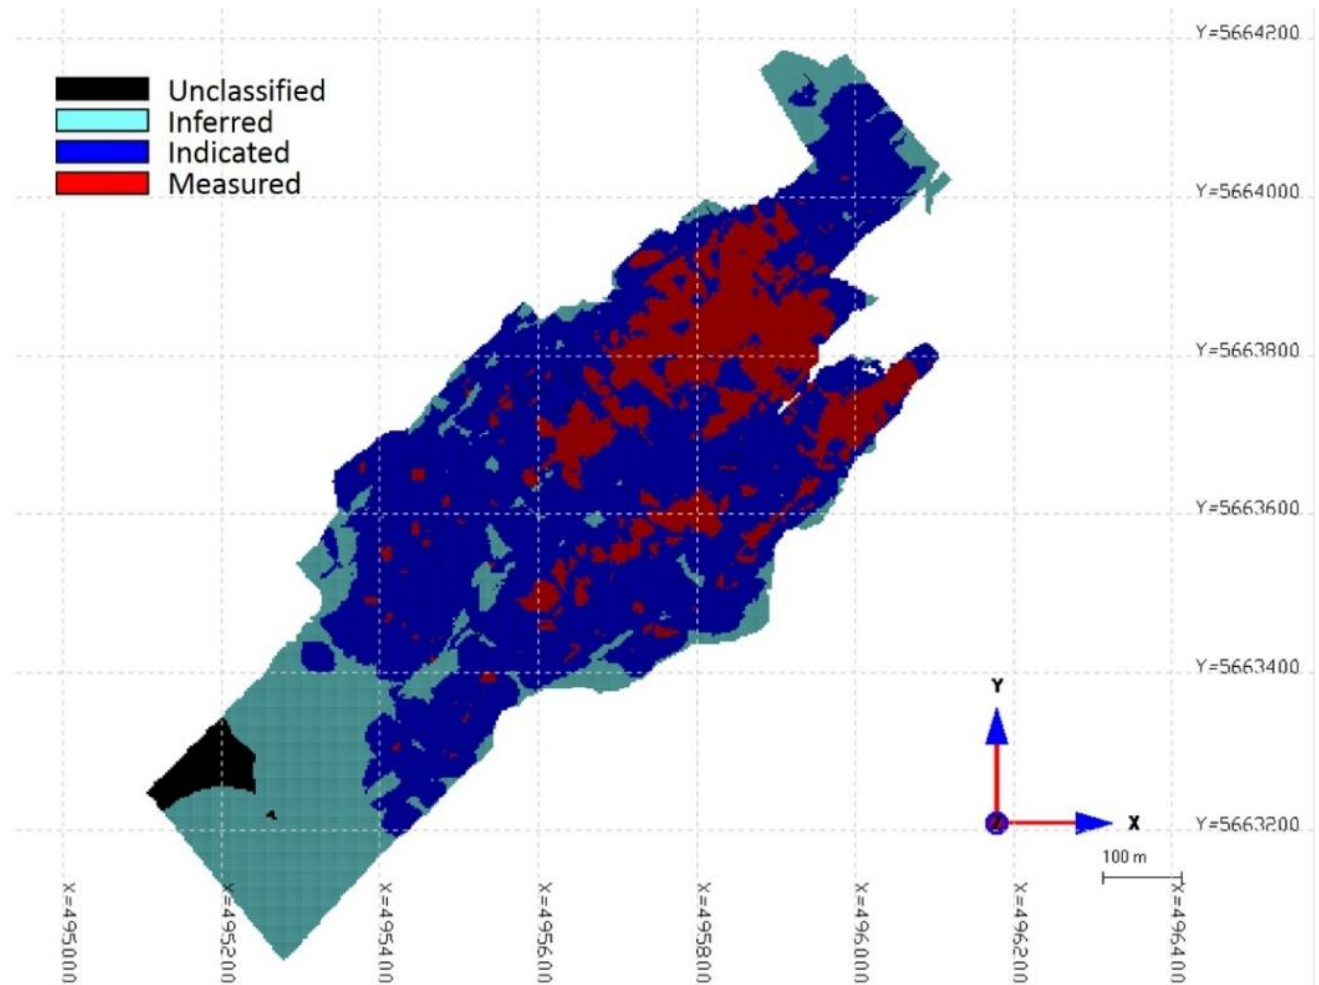 Y=5664200
Unclassified
Inferred
Indicated
Measured
Y=5664000
Y=5663800
Y=5663600
Y=5663400
Y
Y=5663200
Z
X
100 m
X=495000
X=495200
X=495400
X=495600
X=495800
X=496000
X=496200
X=496400